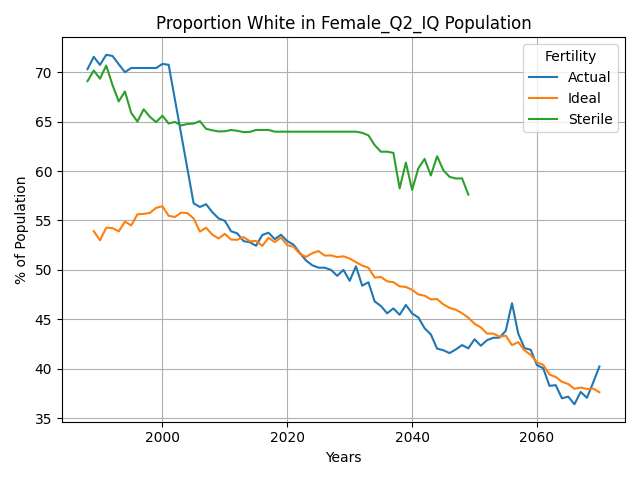 Proportion White in Female_Q2_IQ Population
Fertility
Actual
Ideal
Sterile
% of Population
70
65
60
55
50
45
40
35
2000
2020
2040
2060
Years